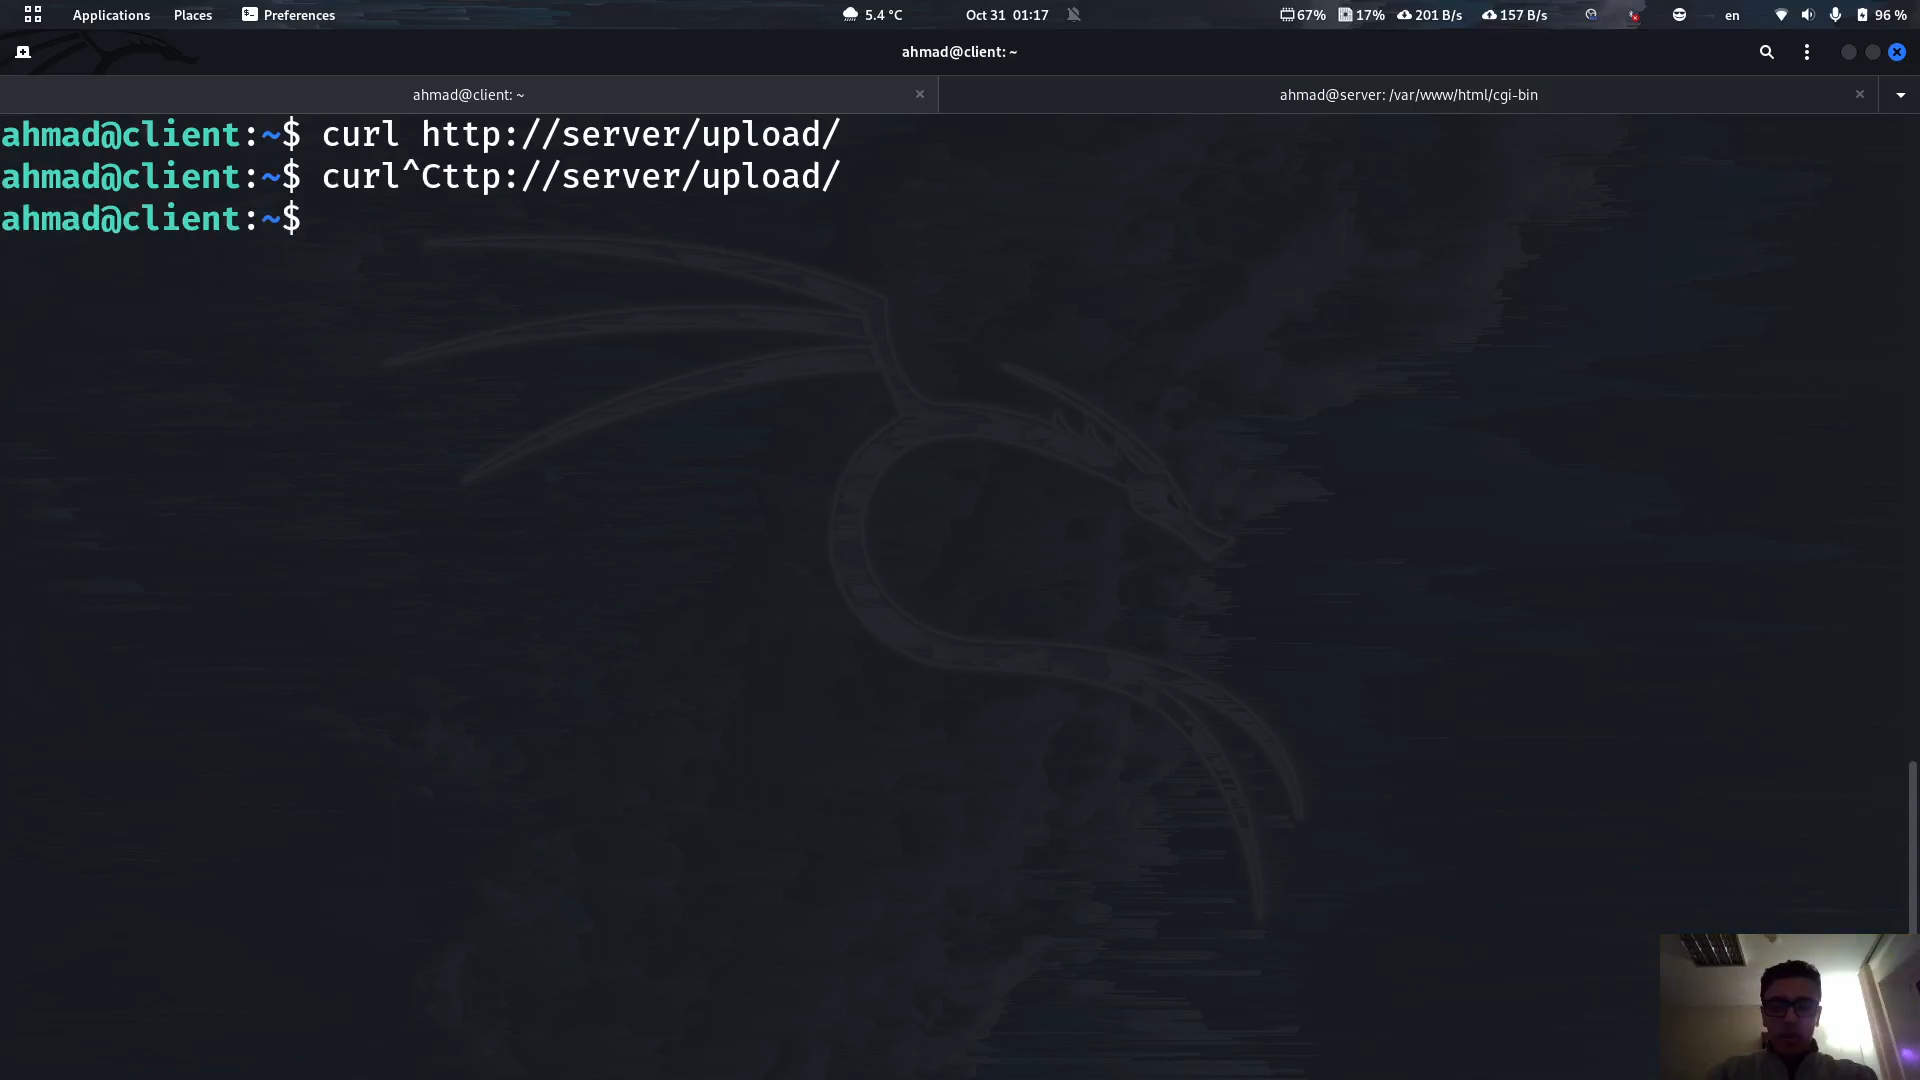 Applications Places Preferences 5.4 °C Oct 31 01:17 67% 17% 201 B/s 157 B/s en 96 %
ahmad@client: ~
ahmad@client: ~ ahmad@server: /var/www/html/cgi-bin
ahmad@client:~$ curl http://server/upload/
ahmad@client:~$ curl^Cttp://server/upload/
ahmad@client:~$